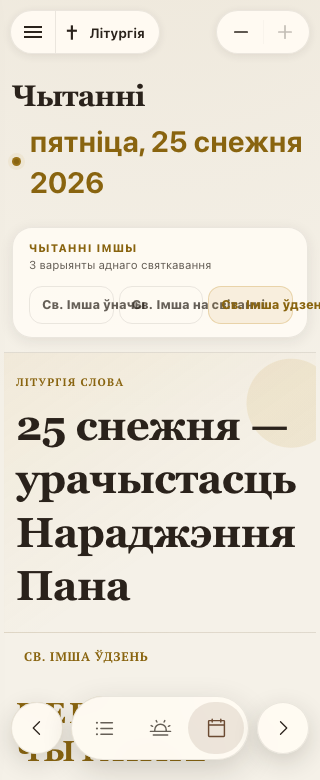 Літургія
Чытанні
пятніца, 25 снежня
2026
ЧЫТАННІ ІМШЫ
3 варыянты аднаго святкавання
Св. Імша ўначы Св. Імша на світанні Св. Імша ўдзень
ЛІТУРГІЯ СЛОВА
25 снежня —
урачыстасць
Нараджэння
Пана
СВ. ІМША ЎДЗЕНЬ